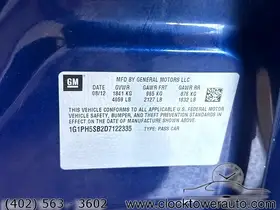 GM
MFD BY GENERAL MOTORS LLC
DATE GVWR GAWR FRT GAWR RR
09/12 1841 KG 965 KG 876 KG
4059 LB 2127 LB 1932 LB
THIS VEHICLE CONFORMS TO ALL APPLICABLE U.S. FEDERAL MOTOR VEHICLE
SAFETY, BUMPER, AND THEFT PREVENTION STANDARDS IN
EFFECT ON THE DATE OF MANUFACTURE SHOWN ABOVE.
1G1PH5SB2D7122335 TYPE: PASS CAR
(402) 563 3602 www.clocktowerauto.com